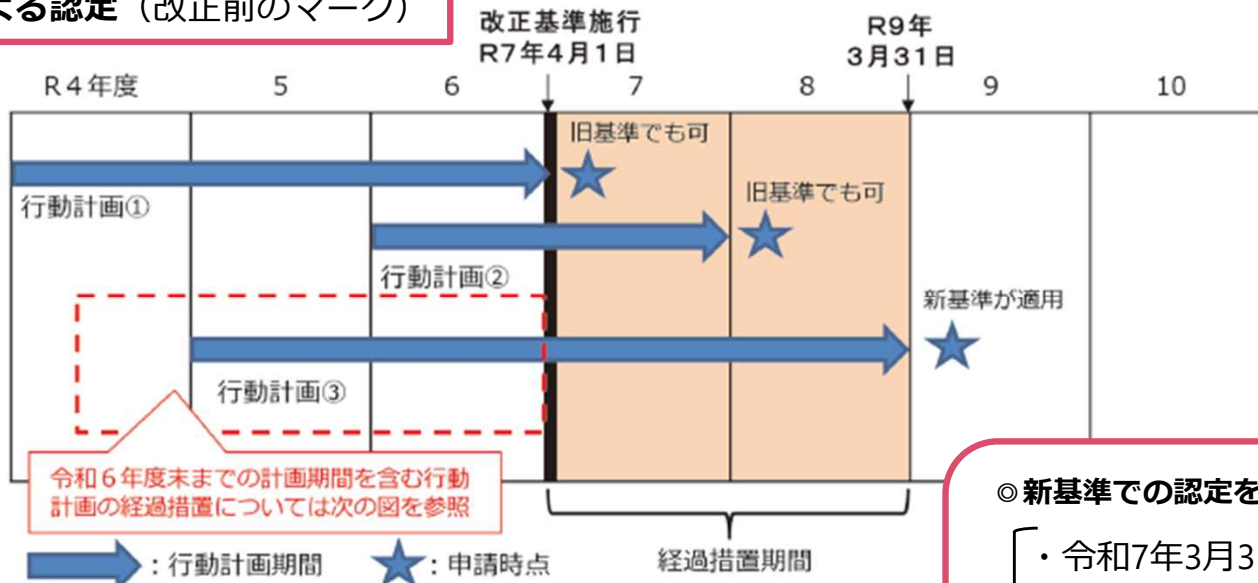 よる認定（改正前のマーク）
改正基準施行
R7年4月1日
R9年
3月31日
R４年度 5 6 7 8 9 10
旧基準でも可
行動計画①
旧基準でも可
行動計画②
新基準が適用
行動計画③
令和６年度末までの計画期間を含む行動
計画の経過措置については次の図を参照
：行動計画期間
：申請時点
経過措置期間
◎新基準での認定を
・令和7年3月3